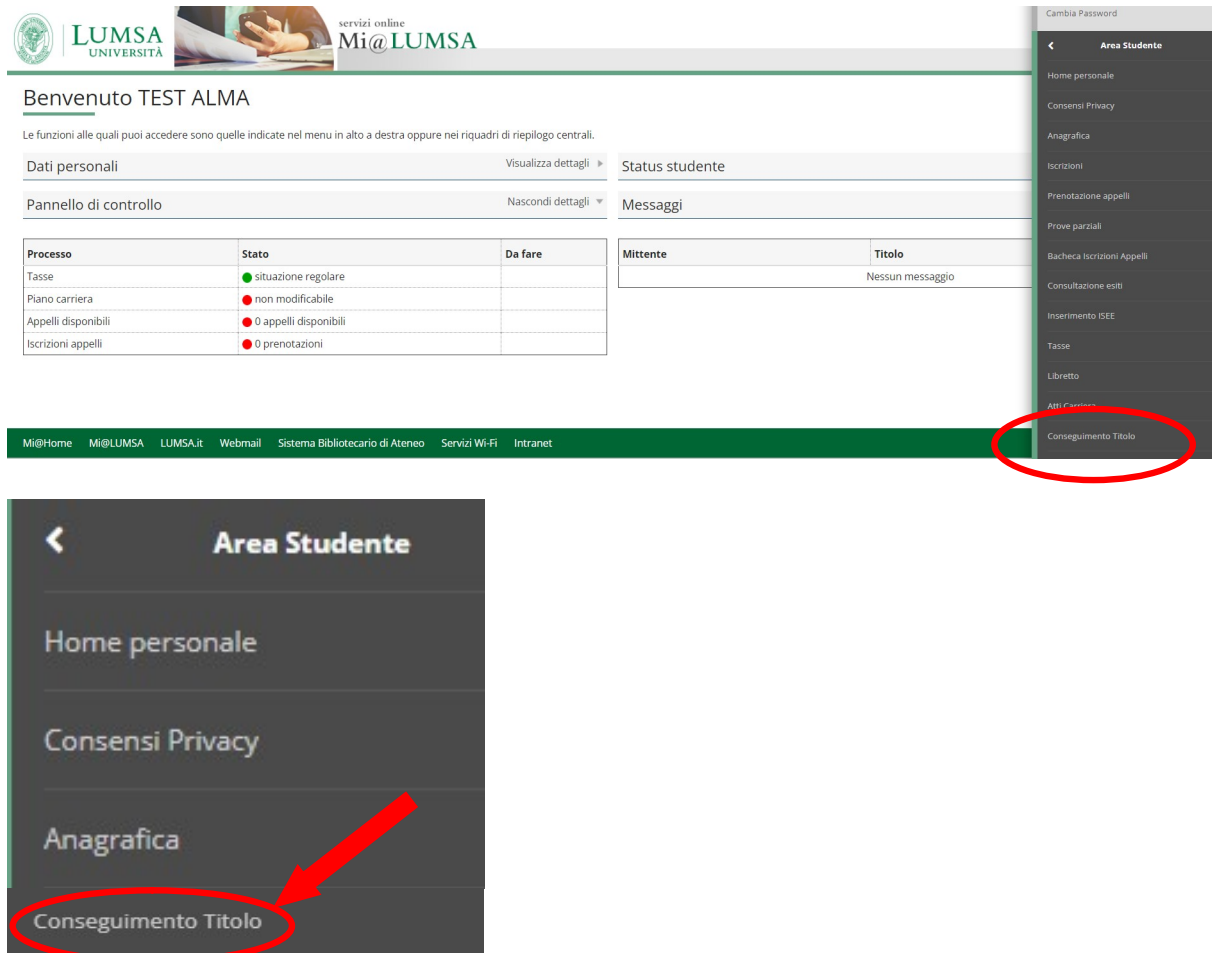 LUMSA
UNIVERSITÀ
servizi online
Mi@LUMSA
Benvenuto TEST ALMA
Le funzioni alle quali puoi accedere sono quelle indicate nel menu in alto a destra oppure nei riquadri di riepilogo centrali.
Dati personali Visualizza dettagli
Status studente
Pannello di controllo Nascondi dettagli
Messaggi
Processo Stato Da fare
Tasse situazione regolare
Piano carriera non modificabile
Appelli disponibili 0 appelli disponibili
Iscrizioni appelli 0 prenotazioni
Mittente Titolo
Nessun messaggio
Mi@Home Mi@LUMSA LUMSA.it Webmail Sistema Bibliotecario di Ateneo Servizi Wi-Fi Intranet
Cambia Password
Area Studente
Home personale
Consensi Privacy
Anagrafica
Iscrizioni
Prenotazione appelli
Prove parziali
Bacheca Iscrizioni Appelli
Consultazione esiti
Inserimento ISEE
Tasse
Libretto
Atti Carriera
Conseguimento Titolo
Area Studente
Home personale
Consensi Privacy
Anagrafica
Conseguimento Titolo